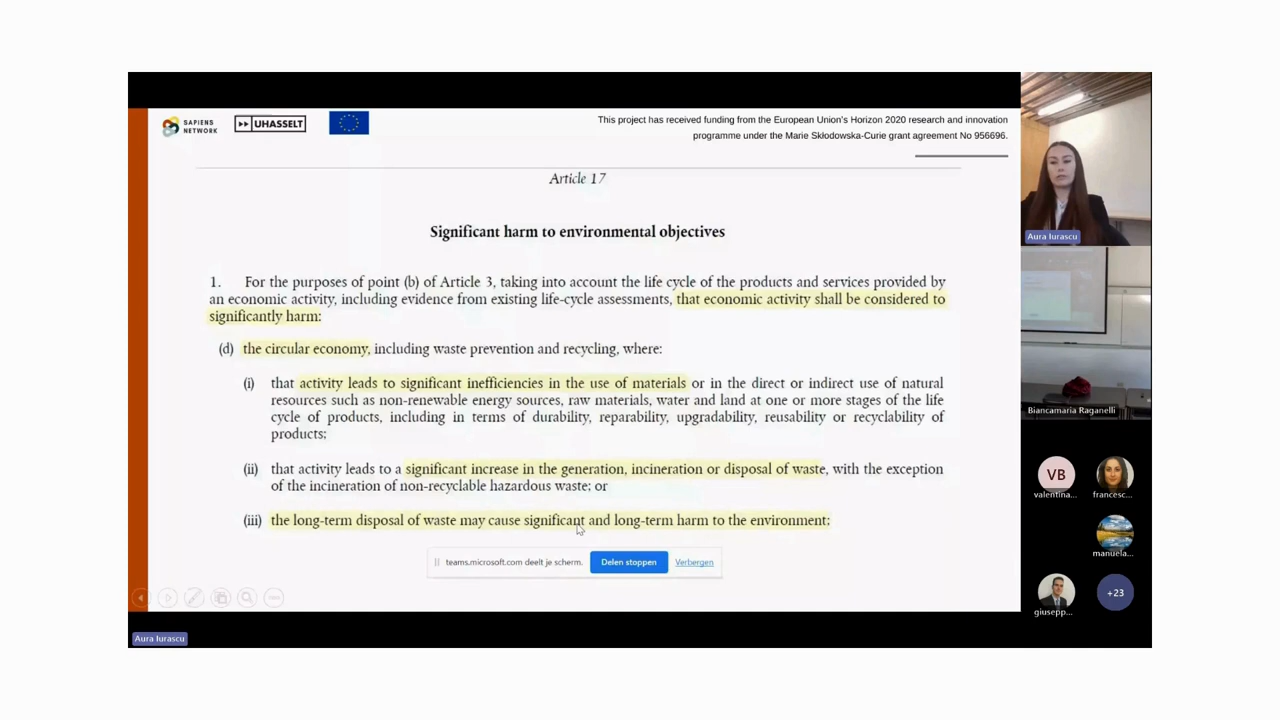 SAPIENS
NETWORK
UHASSELT
This project has received funding from the European Union's Horizon 2020 research and innovation
programme under the Marie Skłodowska-Curie grant agreement No 956696.
Article 17
Significant harm to environmental objectives
1. For the purposes of point (b) of Article 3, taking into account the life cycle of the products and services provided by
an economic activity, including evidence from existing life-cycle assessments, that economic activity shall be considered to
significantly harm:
(d) the circular economy, including waste prevention and recycling, where:
(i) that activity leads to significant inefficiencies in the use of materials or in the direct or indirect use of natural
resources such as non-renewable energy sources, raw materials, water and land at one or more stages of the life
cycle of products, including in terms of durability, reparability, upgradability, reusability or recyclability of
products;
(ii) that activity leads to a significant increase in the generation, incineration or disposal of waste, with the exception
of the incineration of non-recyclable hazardous waste; or
(iii) the long-term disposal of waste may cause significant and long-term harm to the environment;
teams.microsoft.com deelt je scherm. Delen stoppen Verbergen
Aura Iurascu
Aura Iurascu
Biancamaria Raganelli
VB
valentina...
francesc...
manuela...
giusepp...
+23